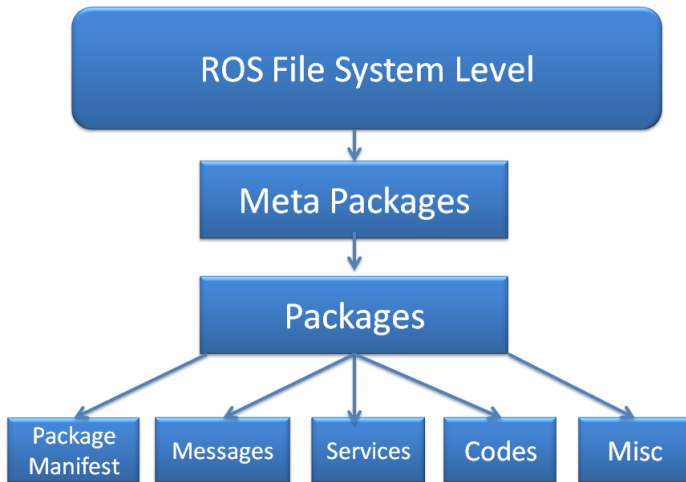 ROS File System Level
Meta Packages
Packages
Package
Manifest
Messages
Services
Codes
Misc